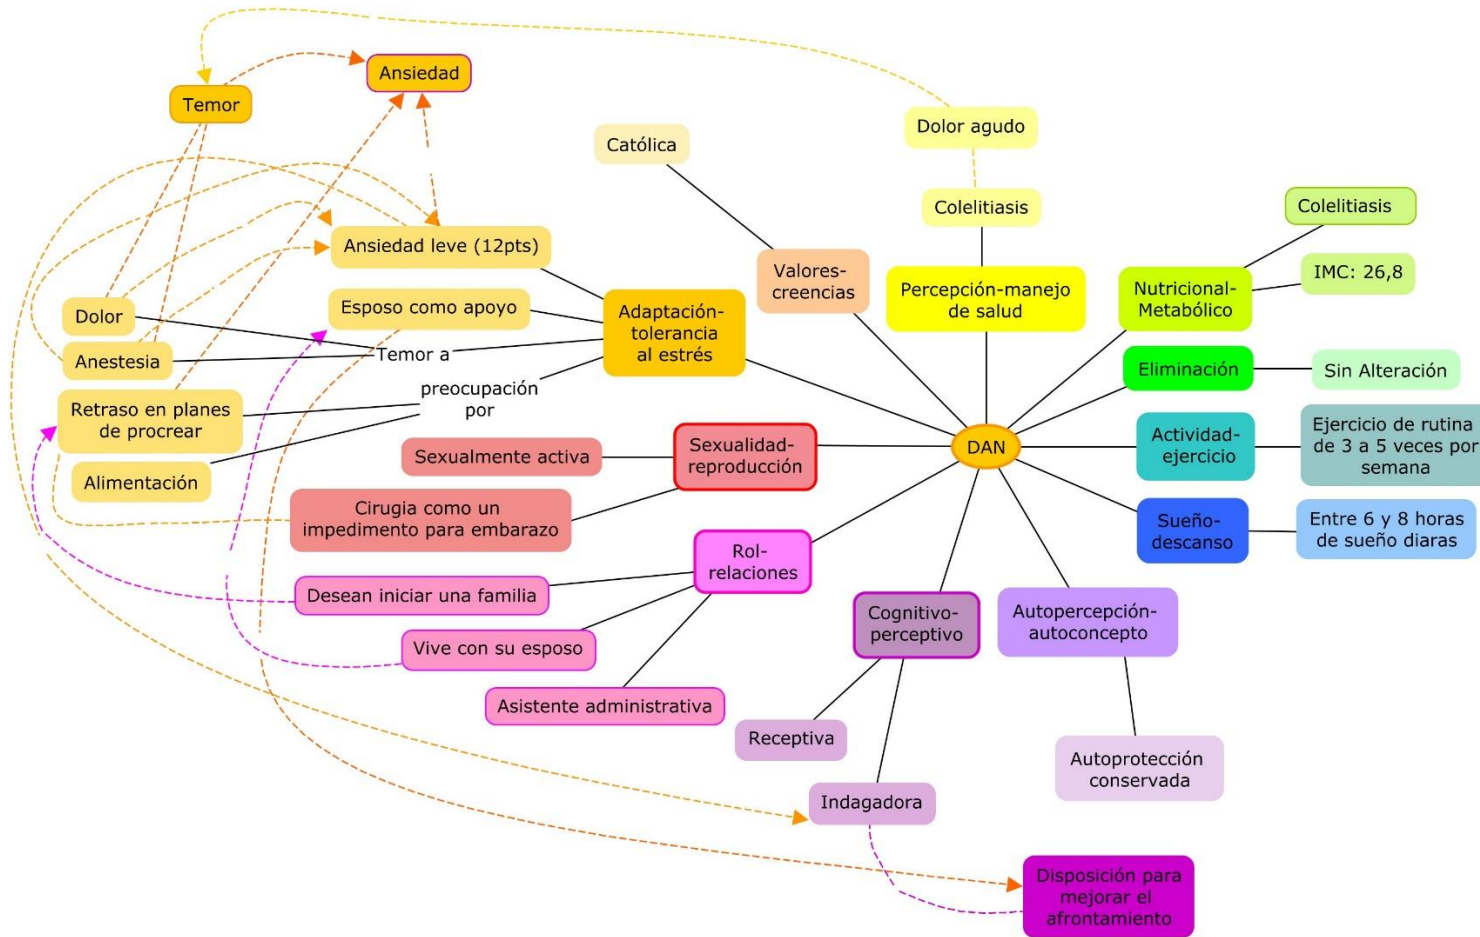 Ansiedad
Temor
Dolor agudo
Católica
Colelitiasis
Colelitiasis
Ansiedad leve (12pts)
Valores-
creencias
Percepción-manejo
de salud
Nutricional-
Metabólico
IMC: 26,8
Esposo como apoyo
Adaptación-
tolerancia
al estrés
Dolor
Anestesia
Temor a
Eliminación
Sin Alteración
preocupación
por
Retraso en planes
de procrear
Alimentación
Sexualmente activa
Sexualidad-
reproducción
DAN
Actividad-
ejercicio
Ejercicio de rutina
de 3 a 5 veces por
semana
Cirugia como un
impedimento para embarazo
Sueño-
descanso
Entre 6 y 8 horas
de sueño diaras
Rol-
relaciones
Desean iniciar una familia
Vive con su esposo
Asistente administrativa
Cognitivo-
perceptivo
Autopercepción-
autoconcepto
Receptiva
Indagadora
Autoprotección
conservada
Disposición para
mejorar el
afrontamiento